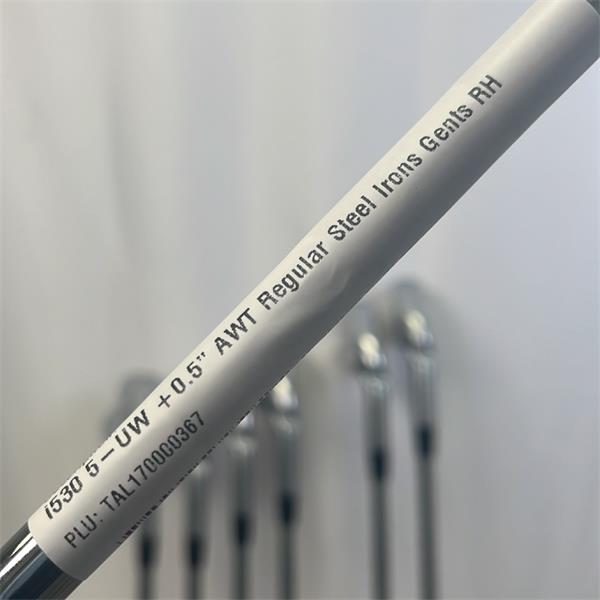 i530 5-UW +0.5" AWT Regular Steel Irons Gents RH
PLU: TAL170000367